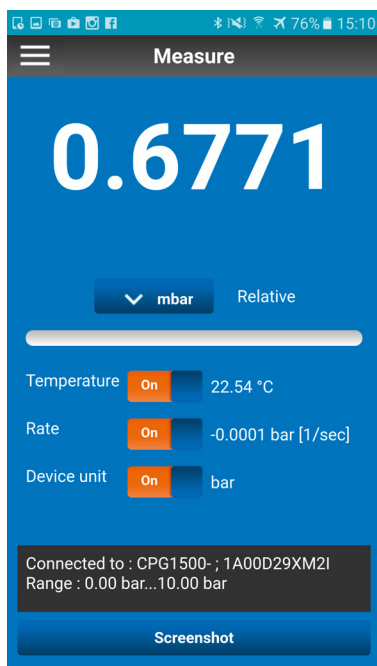 76% 15:10
Measure
0.6771
mbar Relative
Temperature On 22.54 °C
Rate On -0.0001 bar [1/sec]
Device unit On bar
Connected to : CPG1500- ; 1A00D29XM2I
Range : 0.00 bar...10.00 bar
Screenshot